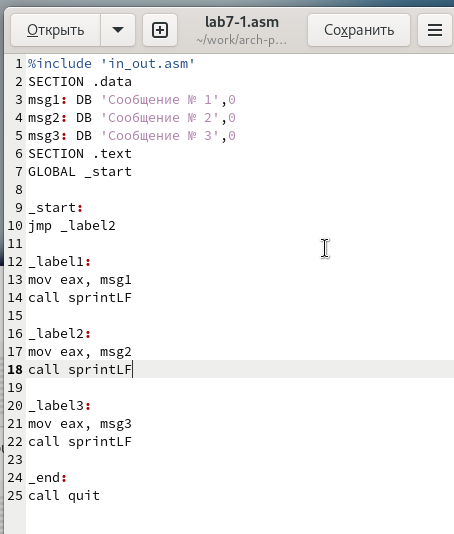 Открыть
lab7-1.asm
~/work/arch-p...
Сохранить
1 %include 'in_out.asm'
2 SECTION .data
3 msg1: DB 'Сообщение № 1',0
4 msg2: DB 'Сообщение № 2',0
5 msg3: DB 'Сообщение № 3',0
6 SECTION .text
7 GLOBAL _start
8
9 _start:
10 jmp _label2
11
12 _label1:
13 mov eax, msg1
14 call sprintLF
15
16 _label2:
17 mov eax, msg2
18 call sprintLF
19
20 _label3:
21 mov eax, msg3
22 call sprintLF
23
24 _end:
25 call quit